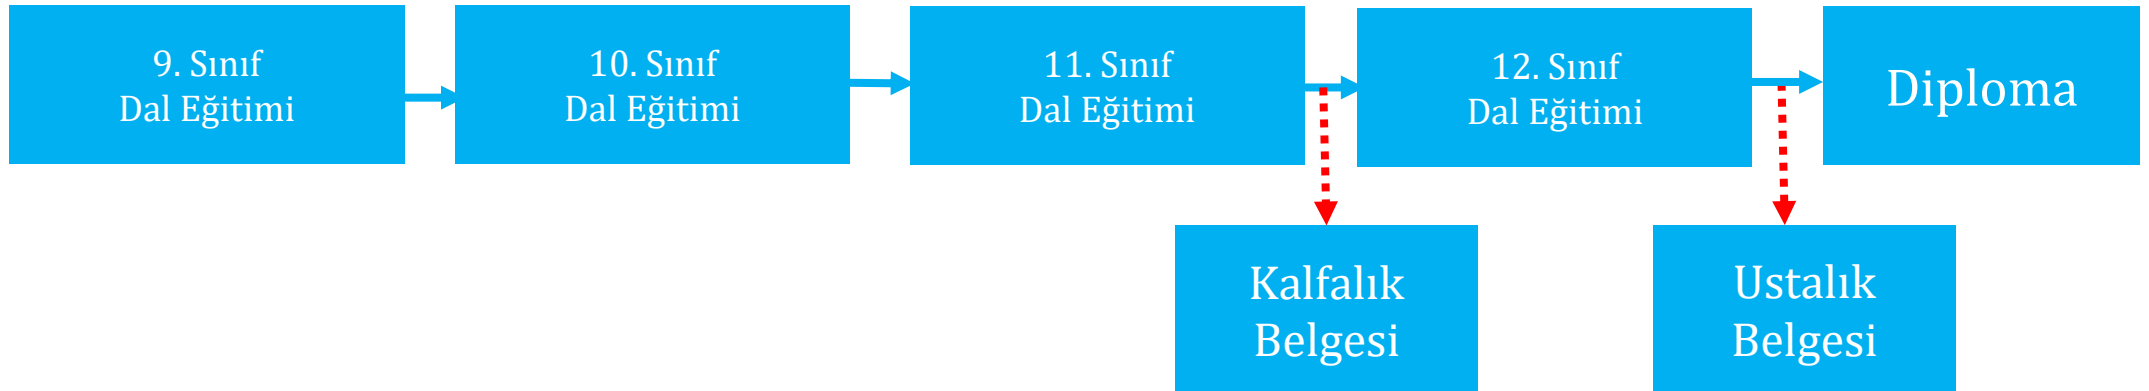 9. Sınıf
Dal Eğitimi
10. Sınıf
Dal Eğitimi
11. Sınıf
Dal Eğitimi
12. Sınıf
Dal Eğitimi
Diploma
Kalfalık
Belgesi
Ustalık
Belgesi